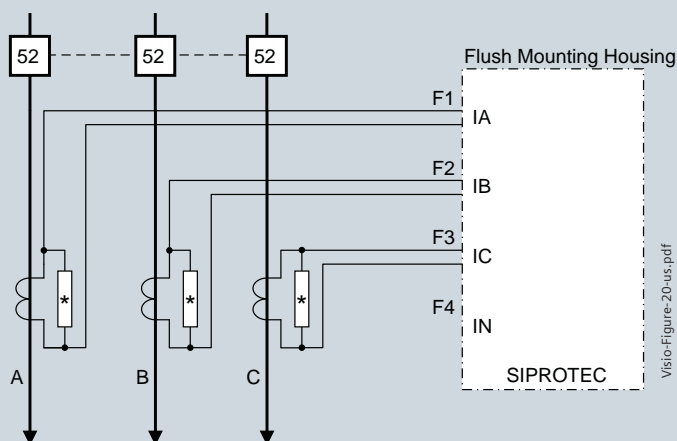 52
52
52
Flush Mounting Housing
F1
IA
F2
IB
F3
IC
F4
IN
*
*
*
A
B
C
SIPROTEC
Visio-Figure-20-us.pdf